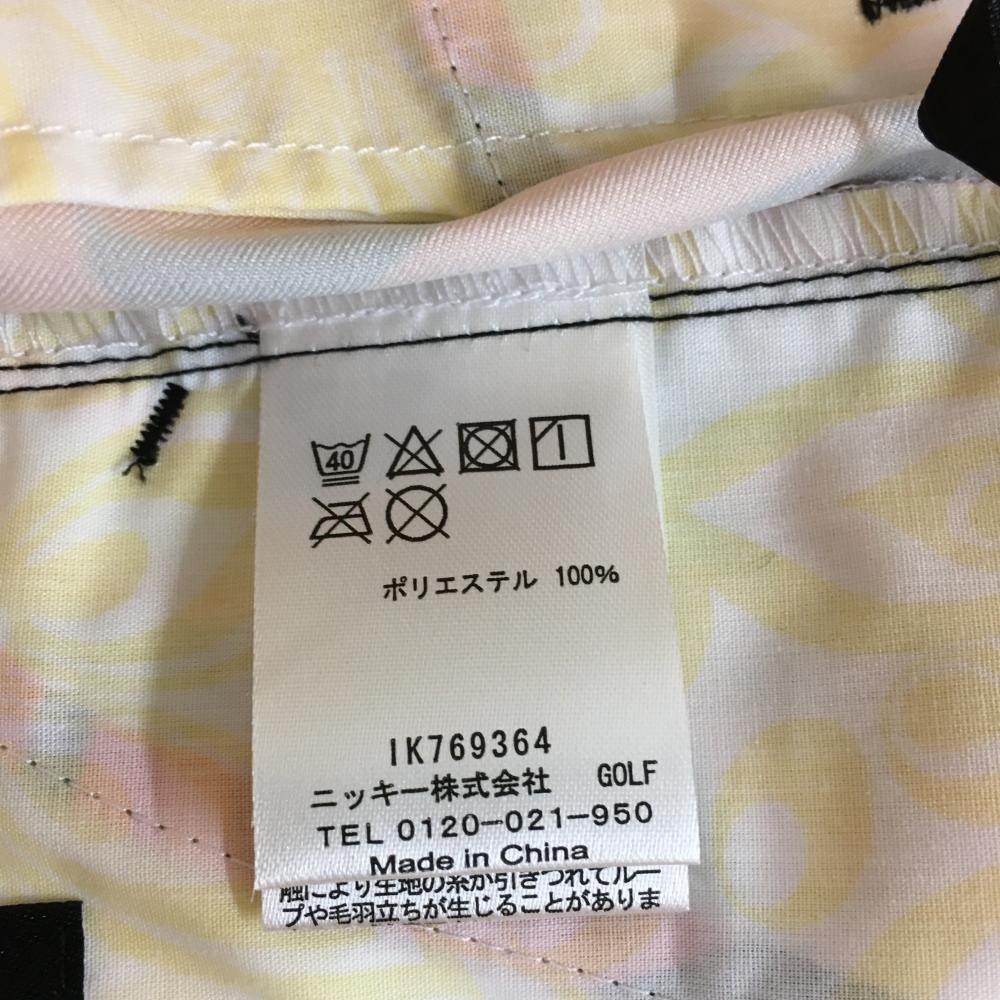 40
ポリエステル 100%
IK769364
ニッキー株式会社 GOLF
TEL 0120-021-950
Made in China
触により生地の糸が引きつれてルー
プや毛羽立ちが生じることがありま